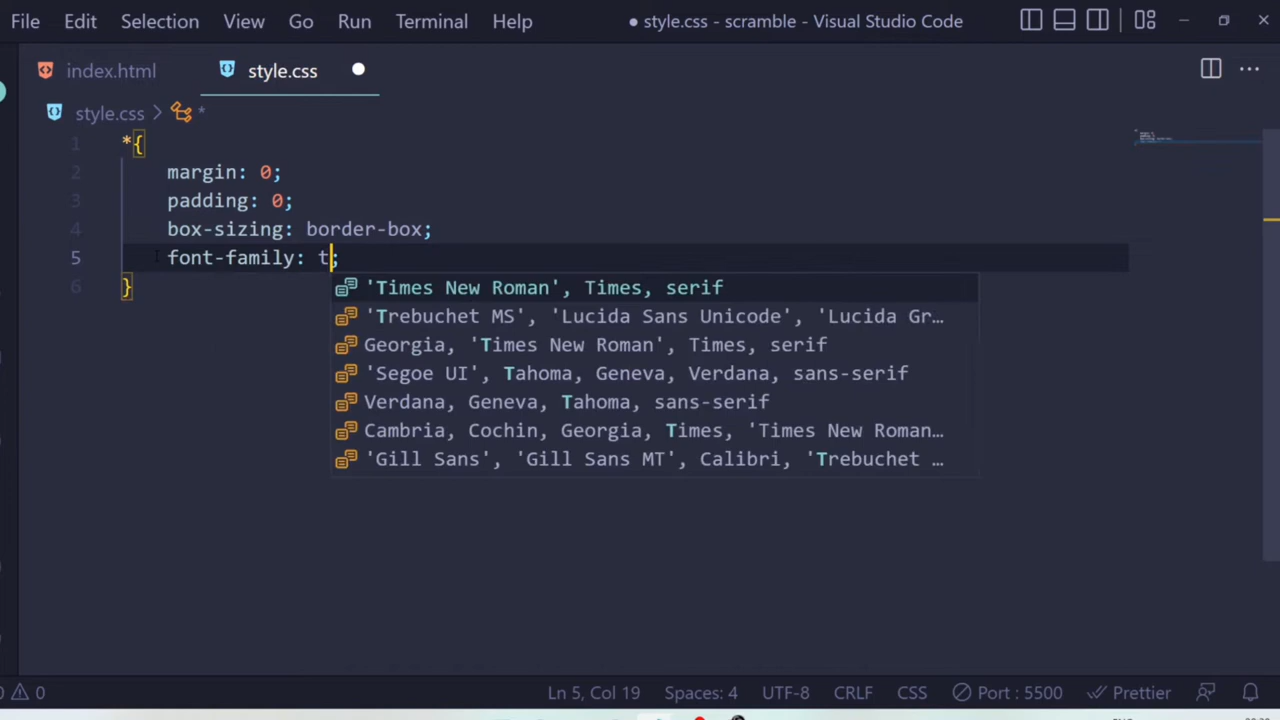 File Edit Selection View Go Run Terminal Help ● style.css - scramble - Visual Studio Code
index.html style.css
style.css > *
1 *{
2 margin: 0;
3 padding: 0;
4 box-sizing: border-box;
5 font-family: t;
6 }
'Times New Roman', Times, serif
'Trebuchet MS', 'Lucida Sans Unicode', 'Lucida Gr…
Georgia, 'Times New Roman', Times, serif
'Segoe UI', Tahoma, Geneva, Verdana, sans-serif
Verdana, Geneva, Tahoma, sans-serif
Cambria, Cochin, Georgia, Times, 'Times New Roman…
'Gill Sans', 'Gill Sans MT', Calibri, 'Trebuchet …
0 Ln 5, Col 19 Spaces: 4 UTF-8 CRLF CSS Port : 5500 Prettier